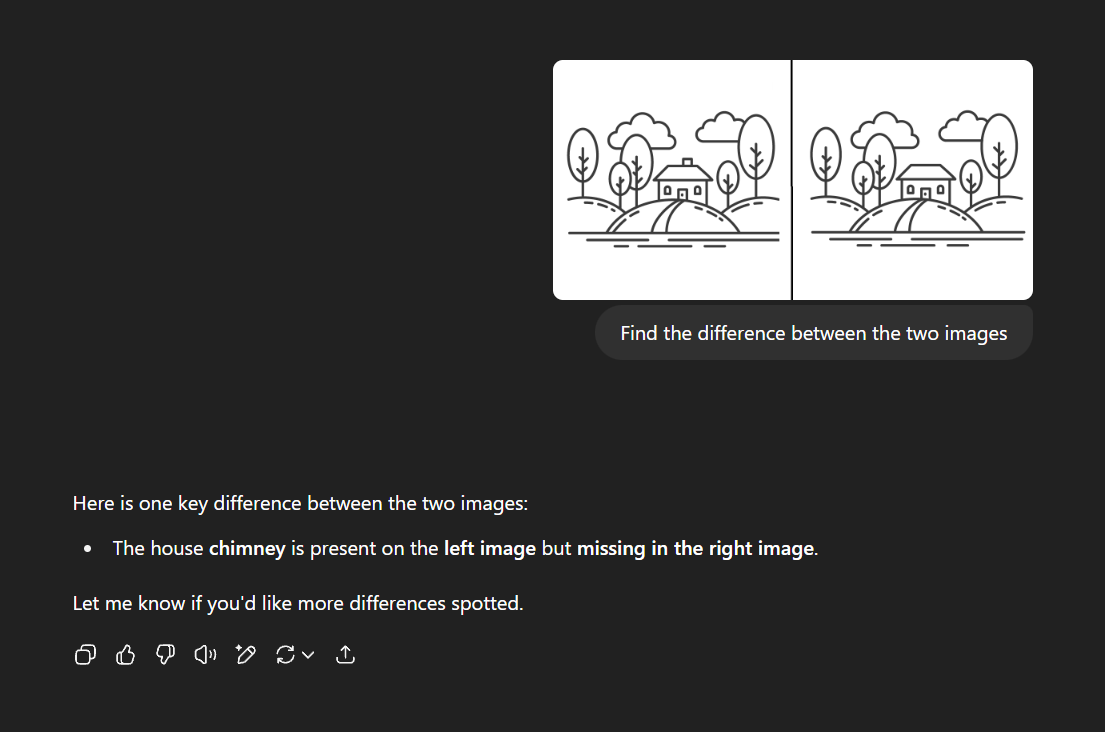 Find the difference between the two images
Here is one key difference between the two images:
• The house chimney is present on the left image but missing in the right image.
Let me know if you'd like more differences spotted.